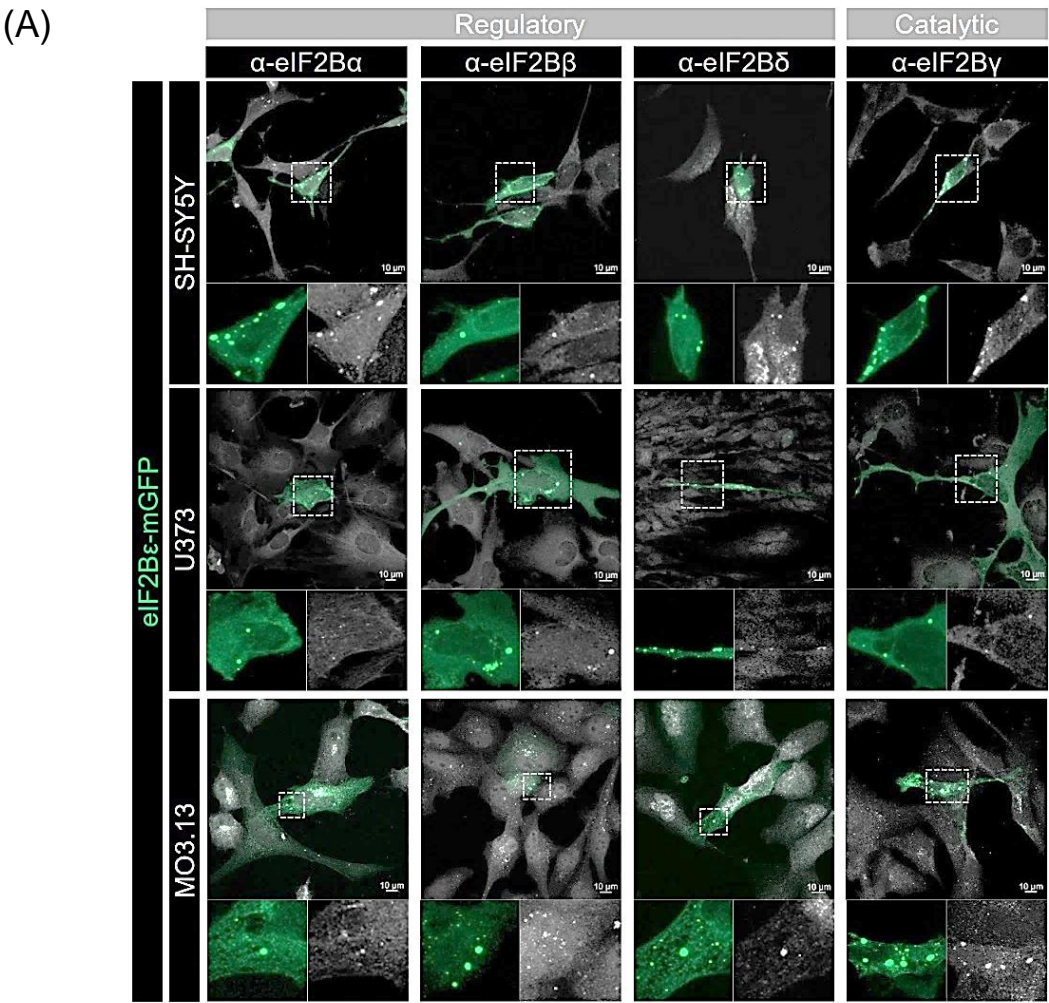 (A)
Regulatory
Catalytic
α-eIF2Bα
α-eIF2Bβ
α-eIF2Bδ
α-eIF2Bγ
eIF2Bε-mGFP
SH-SY5Y
10 µm
10 µm
10 µm
10 µm
U373
10 µm
10 µm
10 µm
10 µm
MO3.13
10 µm
10 µm
10 µm
10 µm